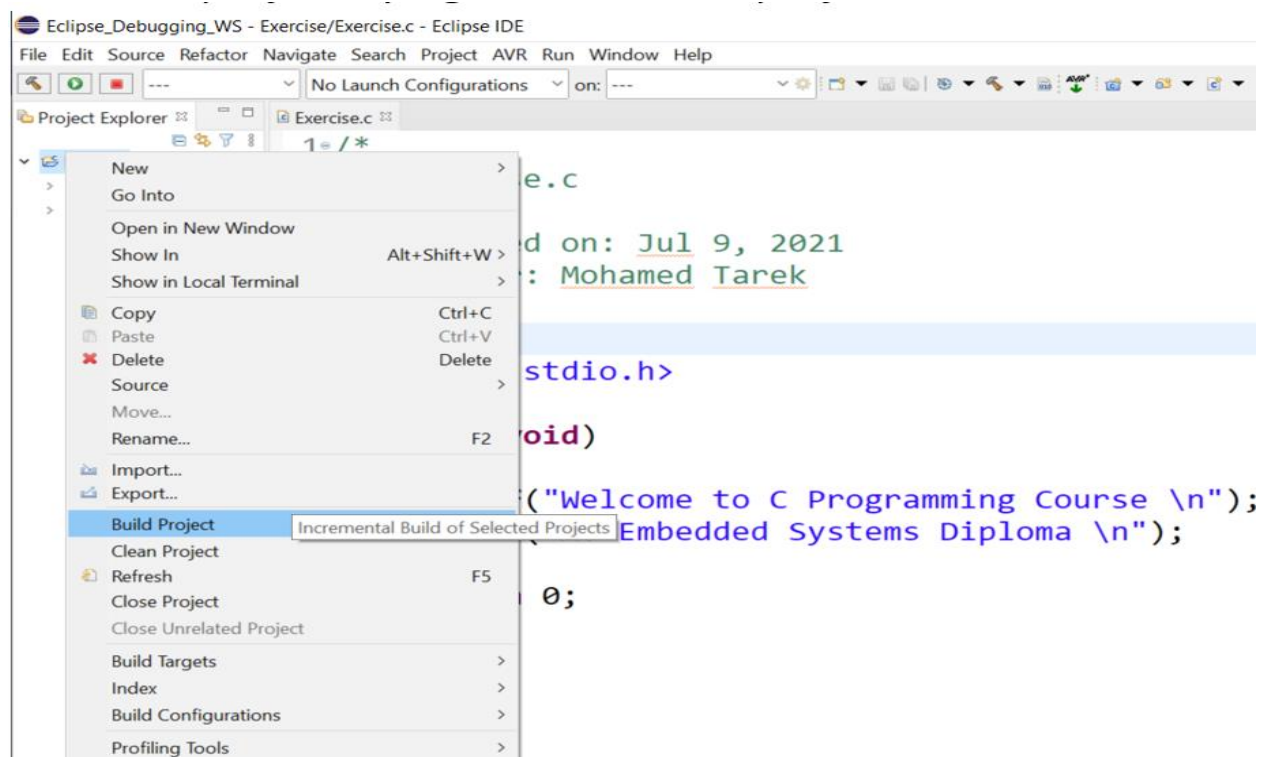 Eclipse_Debugging_WS - Exercise/Exercise.c - Eclipse IDE
File Edit Source Refactor Navigate Search Project AVR Run Window Help
--- No Launch Configurations on: ---
Project Explorer Exercise.c
1 /*
New
e.c
Go Into
Open in New Window
d on: Jul 9, 2021
Show In Alt+Shift+W >
: Mohamed Tarek
Show in Local Terminal >
Copy Ctrl+C
Paste Ctrl+V
Delete Delete
stdio.h>
Source >
Move...
Rename... F2
void)
Import...
Export...
("Welcome to C Programming Course \n");
Build Project Incremental Build of Selected Projects
Embedded Systems Diploma \n");
Clean Project
Refresh F5
0;
Close Project
Close Unrelated Project
Build Targets >
Index >
Build Configurations >
Profiling Tools >